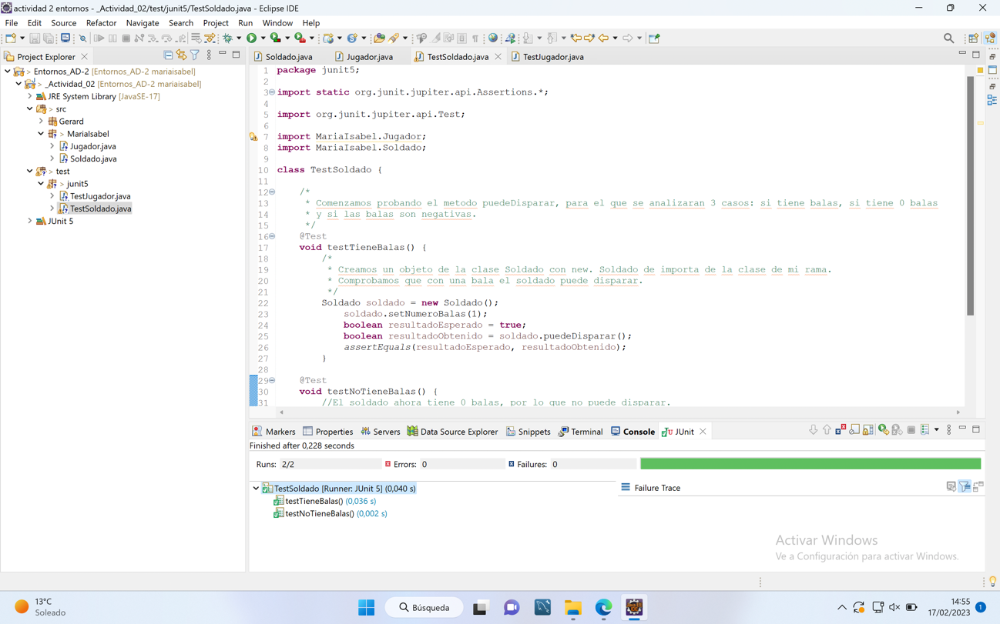 actividad 2 entornos - _Actividad_02/test/junit5/TestSoldado.java - Eclipse IDE
File Edit Source Refactor Navigate Search Project Run Window Help
Project Explorer
Entornos_AD-2 [Entornos_AD-2 mariaisabel]
_Actividad_02 [Entornos_AD-2 mariaisabel]
JRE System Library [JavaSE-17]
src
Gerard
MariaIsabel
Jugador.java
Soldado.java
test
junit5
TestJugador.java
TestSoldado.java
JUnit 5
Soldado.java Jugador.java TestSoldado.java TestJugador.java
1 package junit5;
2
3 import static org.junit.jupiter.api.Assertions.*;
4
5 import org.junit.jupiter.api.Test;
6
7 import MariaIsabel.Jugador;
8 import MariaIsabel.Soldado;
9
10 class TestSoldado {
11
12 /*
13 * Comenzamos probando el metodo puedeDisparar, para el que se analizaran 3 casos: si tiene balas, si tiene 0 balas
14 * y si las balas son negativas.
15 */
16 @Test
17 void testTieneBalas() {
18 /*
19 * Creamos un objeto de la clase Soldado con new. Soldado de importa de la clase de mi rama.
20 * Comprobamos que con una bala el soldado puede disparar.
21 */
22 Soldado soldado = new Soldado();
23 soldado.setNumeroBalas(1);
24 boolean resultadoEsperado = true;
25 boolean resultadoObtenido = soldado.puedeDisparar();
26 assertEquals(resultadoEsperado, resultadoObtenido);
27 }
28
29 @Test
30 void testNoTieneBalas() {
31 //El soldado ahora tiene 0 balas, por lo que no puede disparar.
Markers Properties Servers Data Source Explorer Snippets Terminal Console JUnit
Finished after 0,228 seconds
Runs: 2/2 Errors: 0 Failures: 0
TestSoldado [Runner: JUnit 5] (0,040 s)
testTieneBalas() (0,036 s)
testNoTieneBalas() (0,002 s)
Failure Trace
Activar Windows
Ve a Configuración para activar Windows.
13°C
Soleado
Búsqueda
14:55
17/02/2023
1